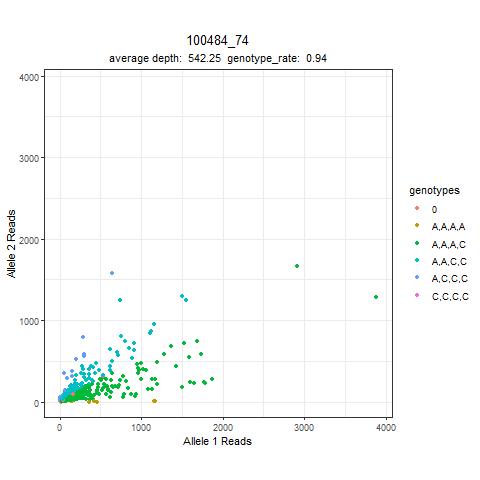 100484_74
average depth:  542.25  genotype_rate:  0.94
4000
3000
2000
1000
0
Allele 2 Reads
0
1000
2000
3000
4000
Allele 1 Reads
genotypes
0
A,A,A,A
A,A,A,C
A,A,C,C
A,C,C,C
C,C,C,C